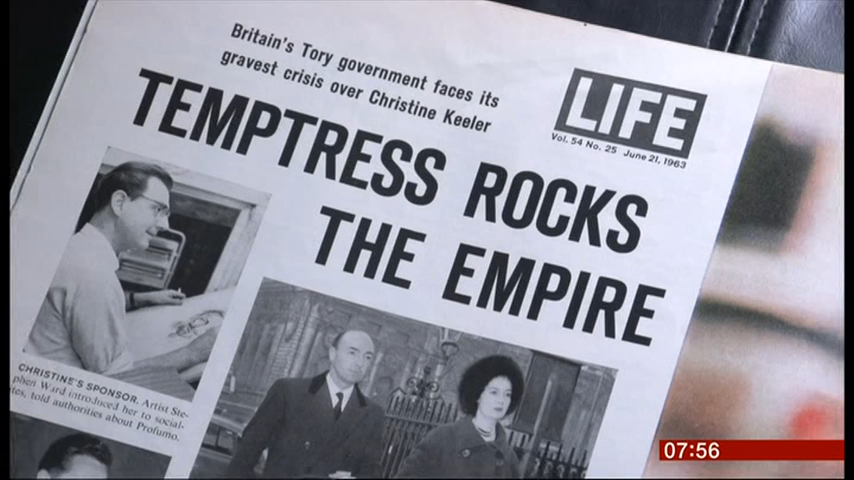 Britain's Tory government faces its
gravest crisis over Christine Keeler
LIFE
Vol. 54 No. 25 June 21, 1963
TEMPTRESS ROCKS
THE EMPIRE
CHRISTINE'S SPONSOR. Artist Ste-
phen Ward introduced her to social-
told authorities about Profumo.
07:56